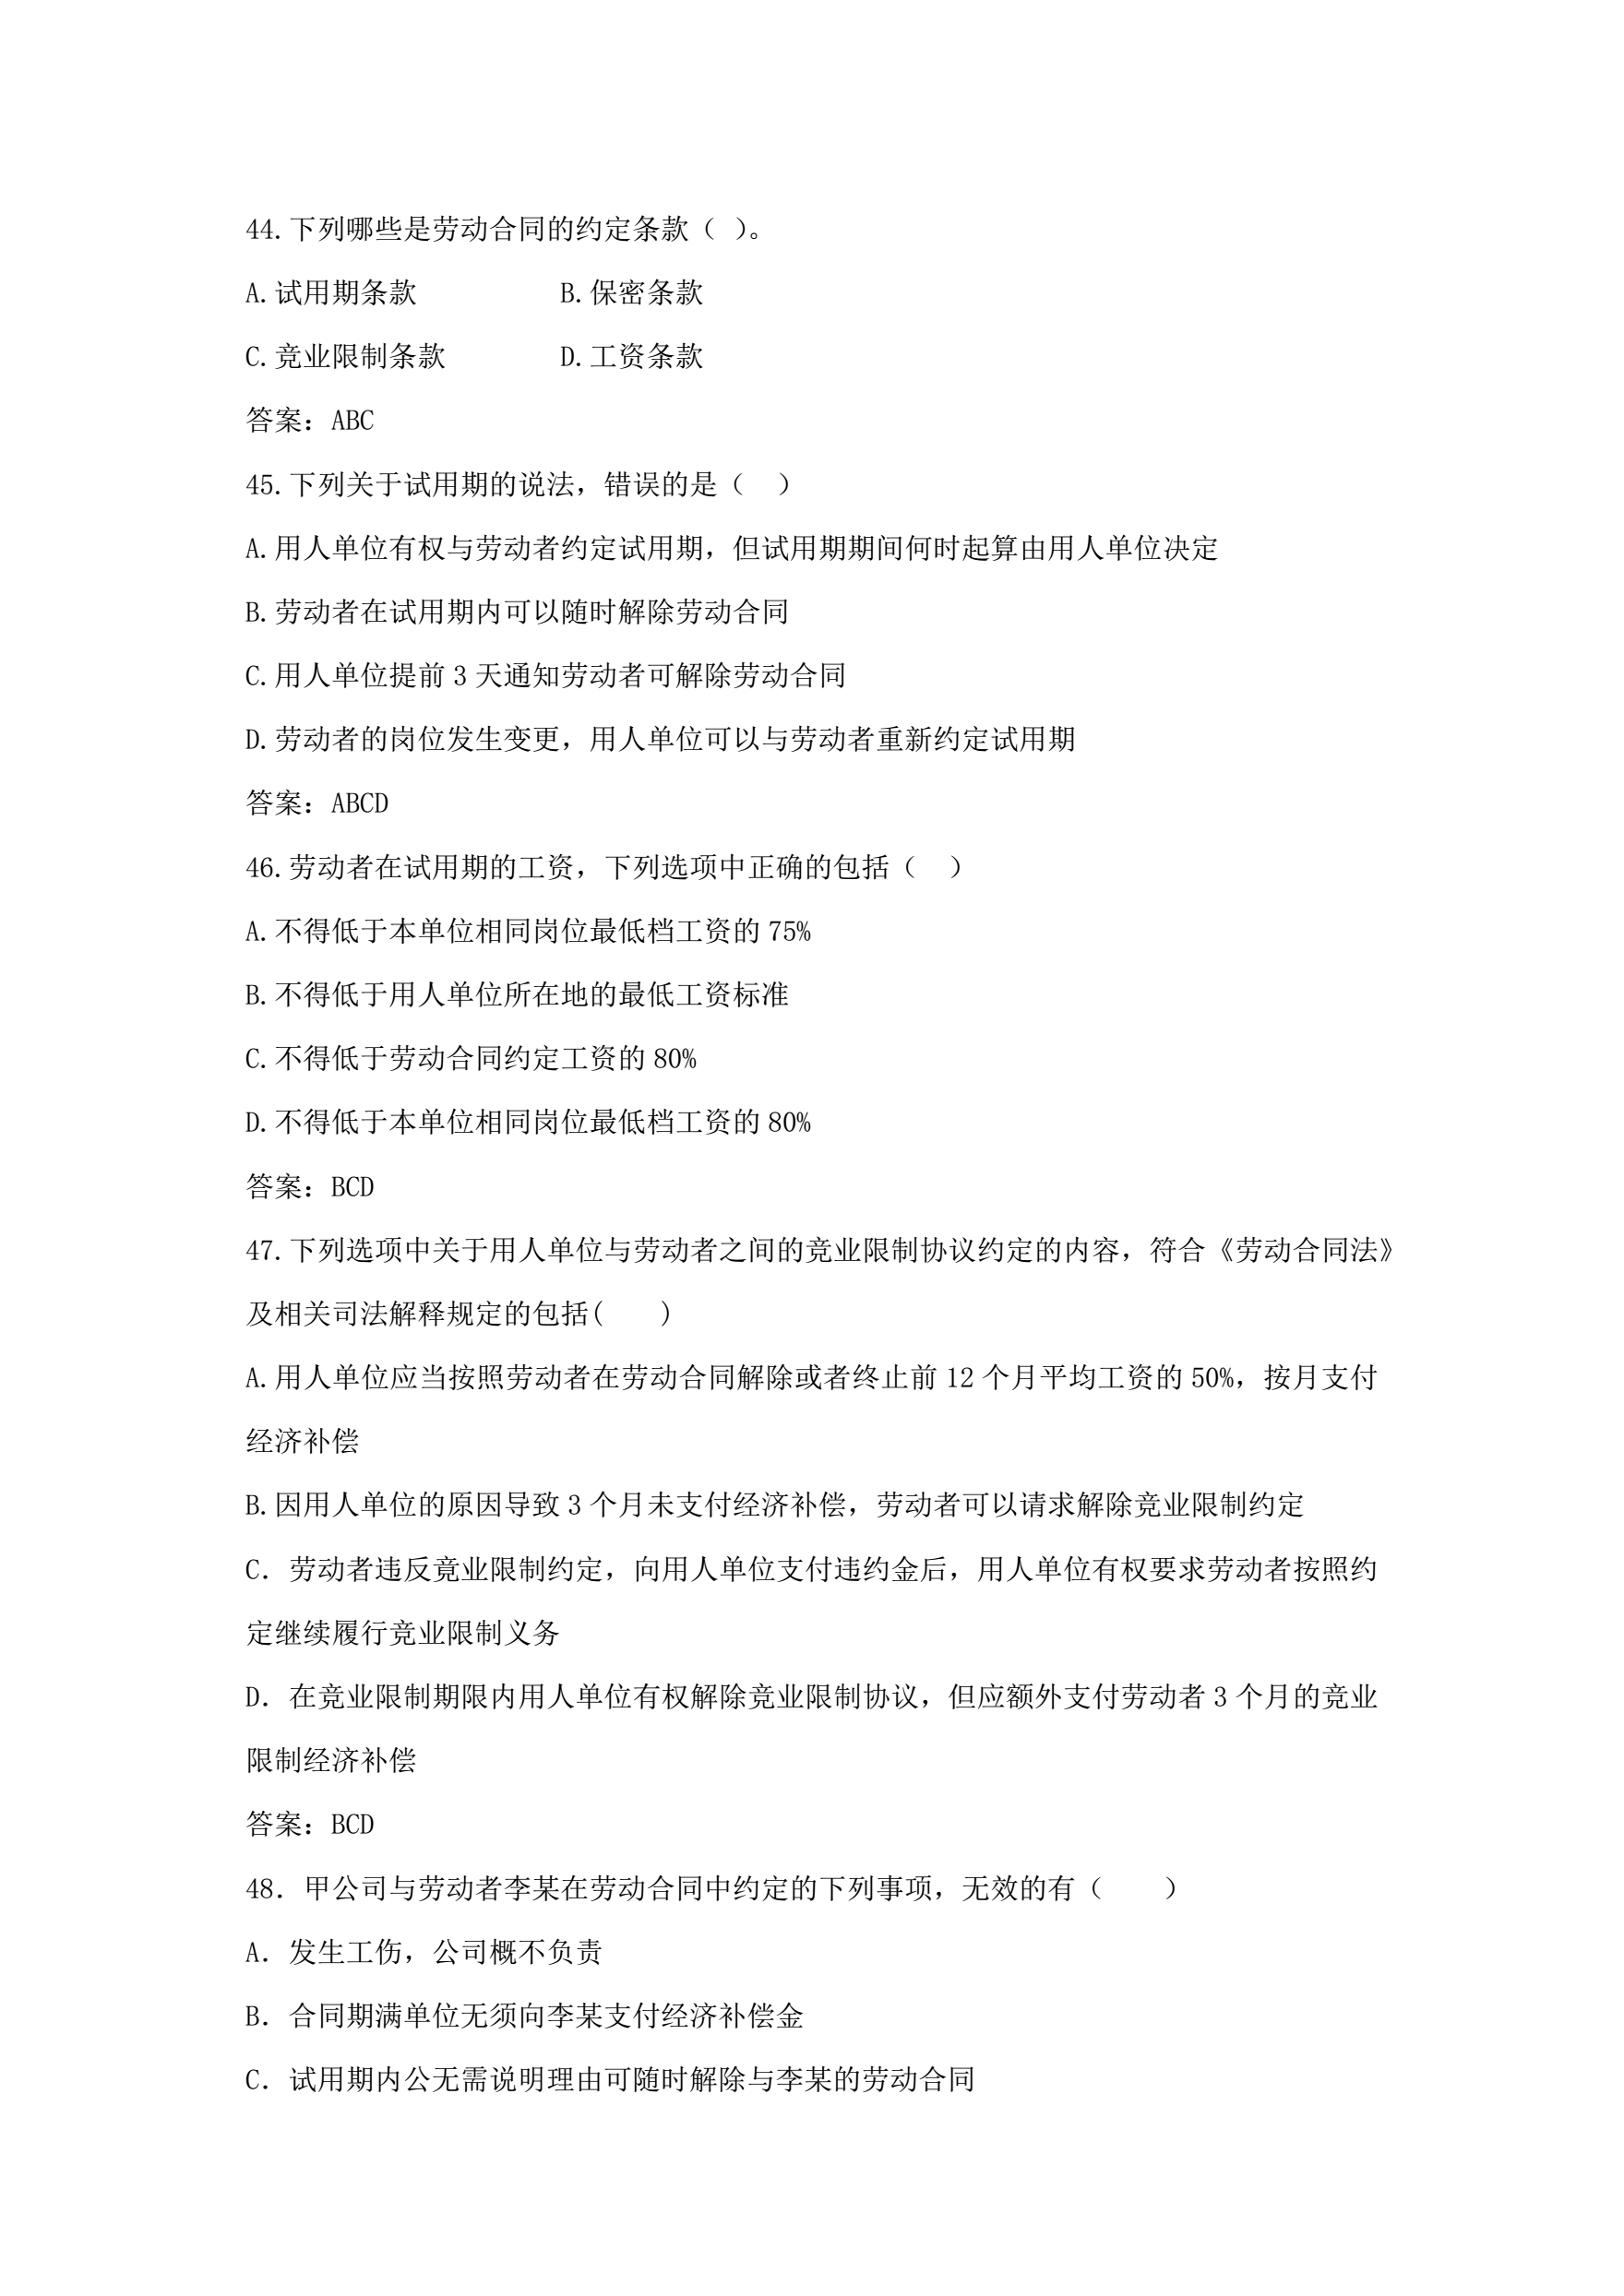 44.下列哪些是劳动合同的约定条款（ ）。
A.试用期条款 B.保密条款
C.竞业限制条款 D.工资条款
答案：ABC
45.下列关于试用期的说法，错误的是（ ）
A.用人单位有权与劳动者约定试用期，但试用期期间何时起算由用人单位决定
B.劳动者在试用期内可以随时解除劳动合同
C.用人单位提前 3 天通知劳动者可解除劳动合同
D.劳动者的岗位发生变更，用人单位可以与劳动者重新约定试用期
答案：ABCD
46.劳动者在试用期的工资，下列选项中正确的包括（ ）
A.不得低于本单位相同岗位最低档工资的 75%
B.不得低于用人单位所在地的最低工资标准
C.不得低于劳动合同约定工资的 80%
D.不得低于本单位相同岗位最低档工资的 80%
答案：BCD
47.下列选项中关于用人单位与劳动者之间的竞业限制协议约定的内容，符合《劳动合同法》
及相关司法解释规定的包括( )
A.用人单位应当按照劳动者在劳动合同解除或者终止前 12 个月平均工资的 50%，按月支付
经济补偿
B.因用人单位的原因导致 3 个月未支付经济补偿，劳动者可以请求解除竞业限制约定
C．劳动者违反竟业限制约定，向用人单位支付违约金后，用人单位有权要求劳动者按照约
定继续履行竞业限制义务
D．在竞业限制期限内用人单位有权解除竞业限制协议，但应额外支付劳动者 3 个月的竞业
限制经济补偿
答案：BCD
48．甲公司与劳动者李某在劳动合同中约定的下列事项，无效的有（ ）
A．发生工伤，公司概不负责
B．合同期满单位无须向李某支付经济补偿金
C．试用期内公无需说明理由可随时解除与李某的劳动合同